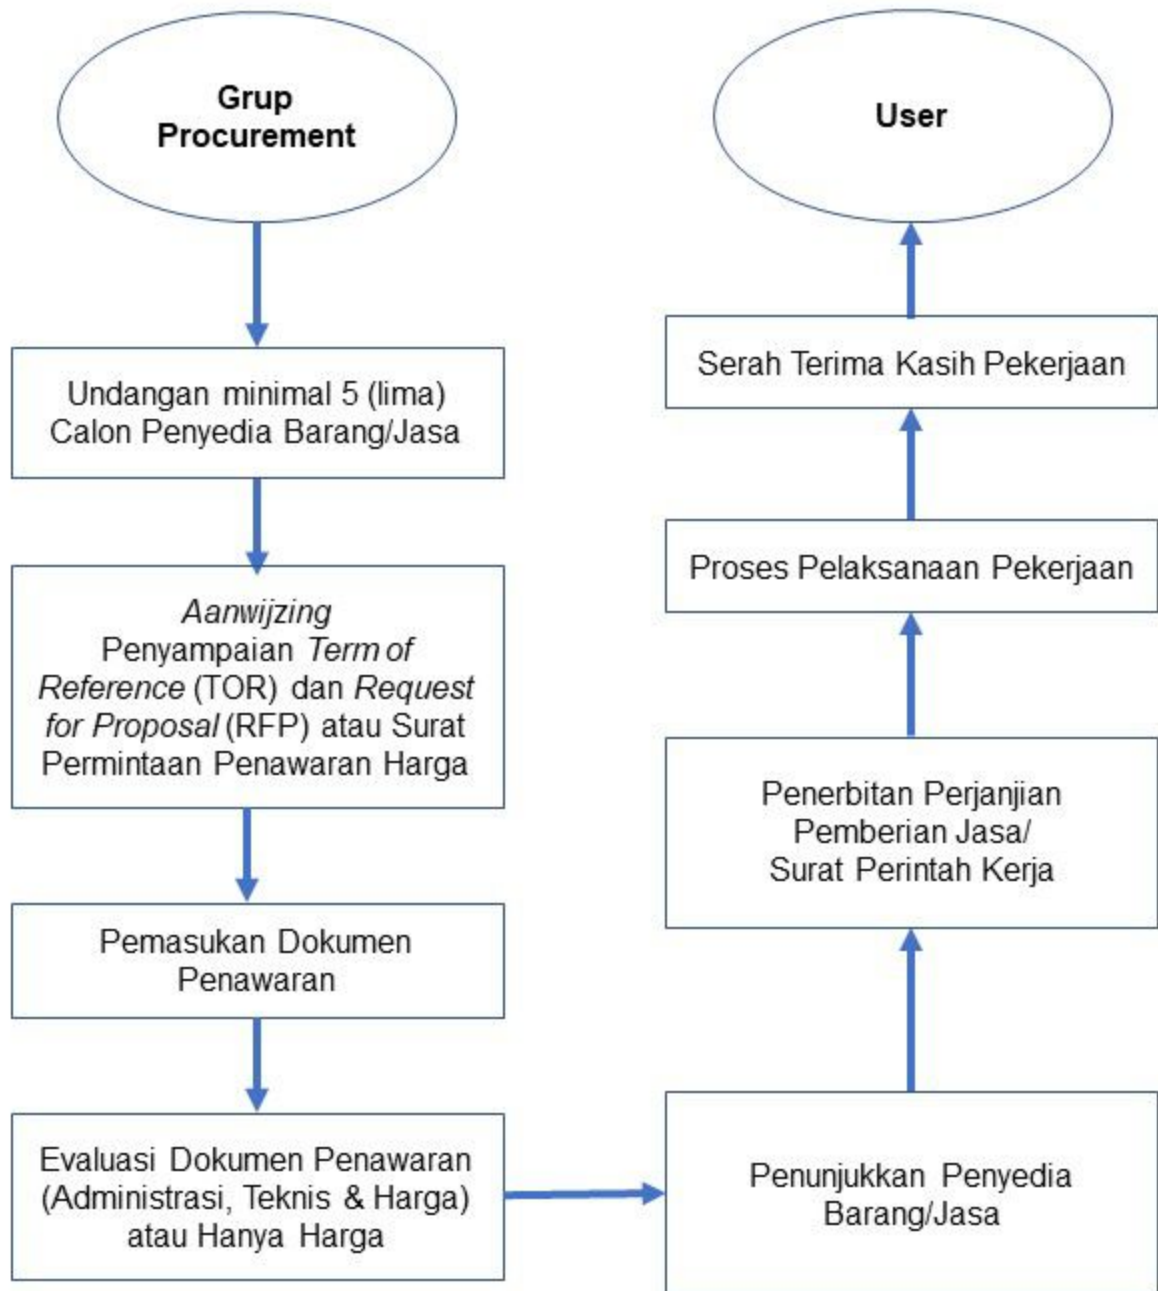 Grup
Procurement
Undangan minimal 5 (lima)
Calon Penyedia Barang/Jasa
Aanwijzing
Penyampaian Term of
Reference (TOR) dan Request
for Proposal (RFP) atau Surat
Permintaan Penawaran Harga
Pemasukan Dokumen
Penawaran
Evaluasi Dokumen Penawaran
(Administrasi, Teknis & Harga)
atau Hanya Harga
Penunjukkan Penyedia
Barang/Jasa
Penerbitan Perjanjian
Pemberian Jasa/
Surat Perintah Kerja
Proses Pelaksanaan Pekerjaan
Serah Terima Kasih Pekerjaan
User